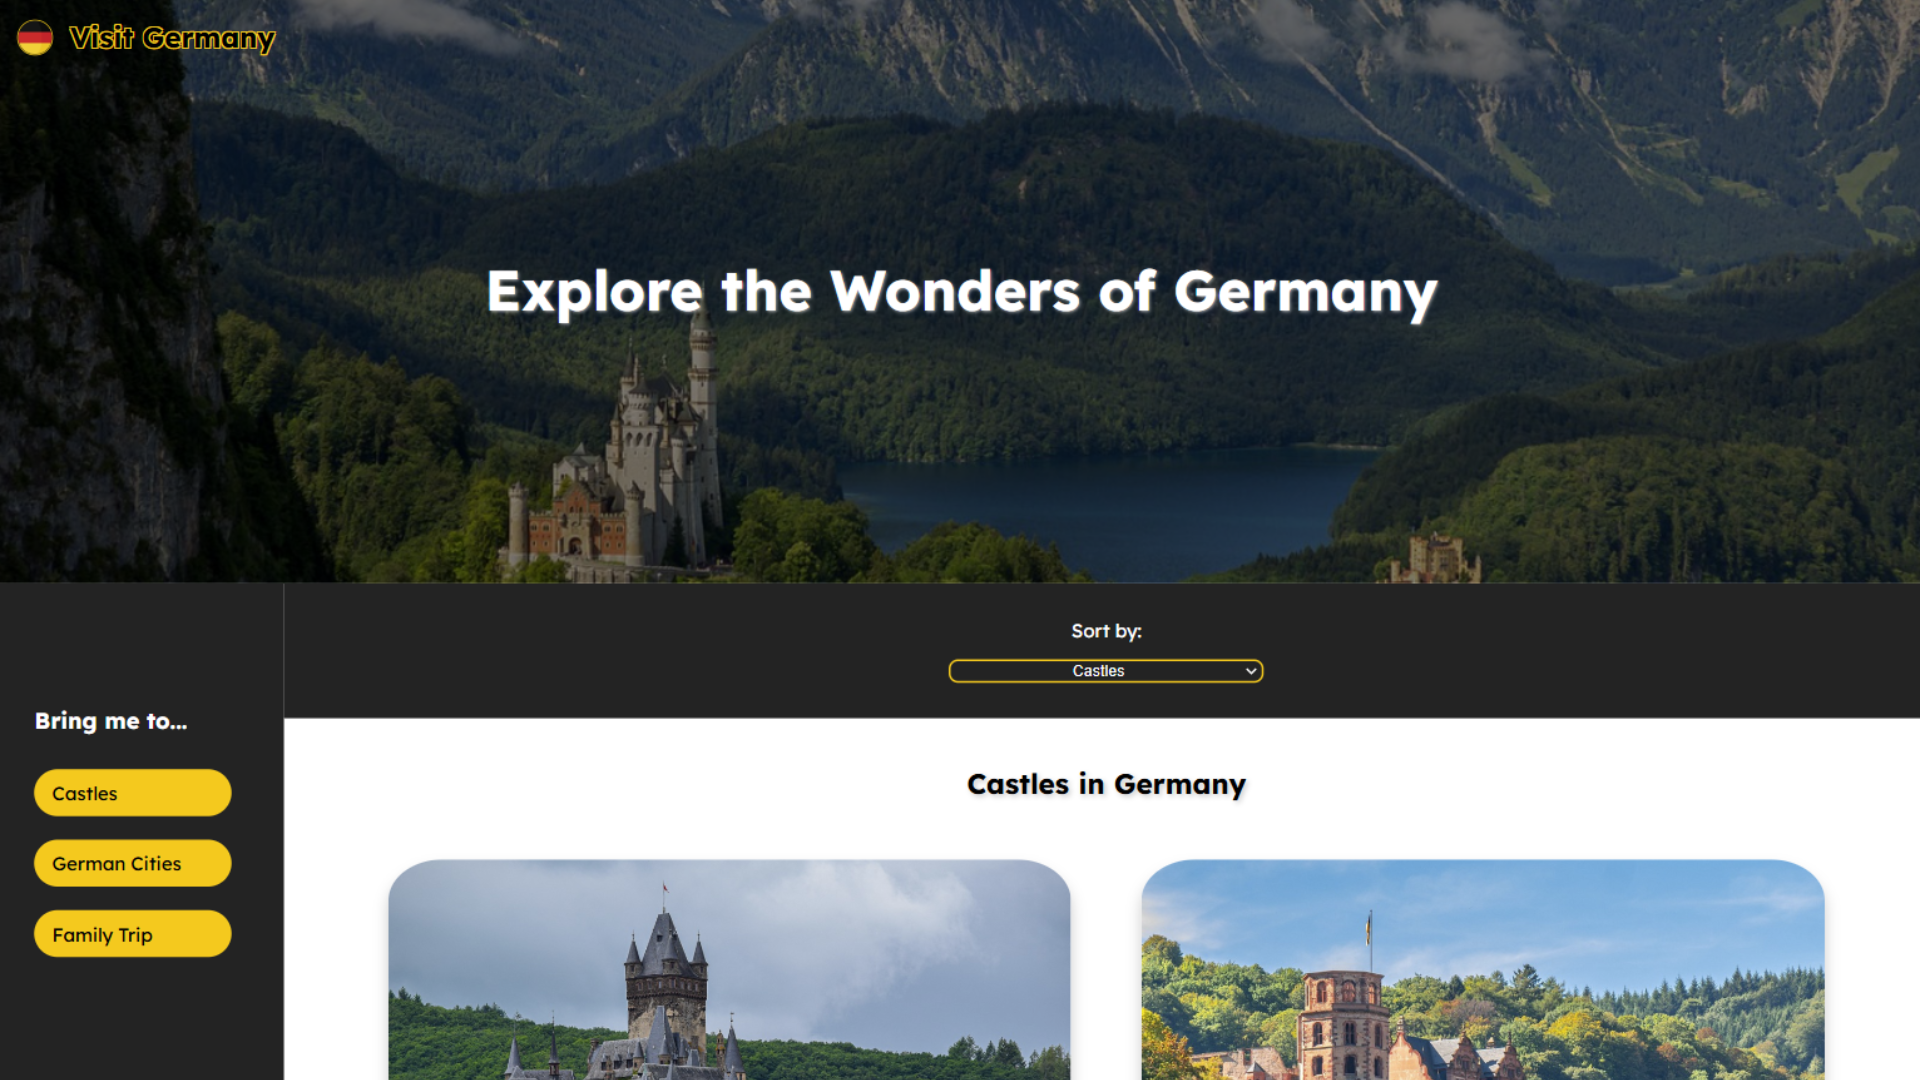 Visit Germany
Explore the Wonders of Germany
Sort by:
Castles
Bring me to...
Castles
German Cities
Family Trip
Castles in Germany